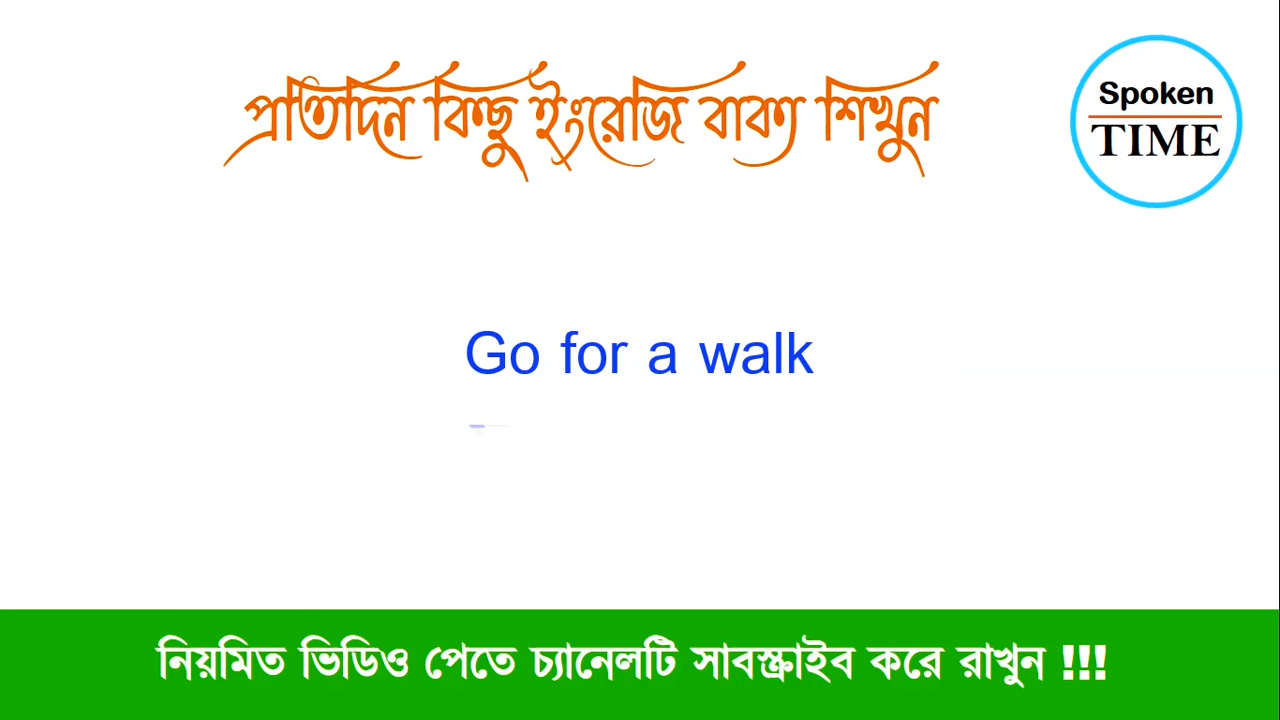 প্রতিদিন কিছু ইংরেজি বাক্য শিখুন
Spoken
TIME
Go for a walk
নিয়মিত ভিডিও পেতে চ্যানেলটি সাবস্ক্রাইব করে রাখুন !!!